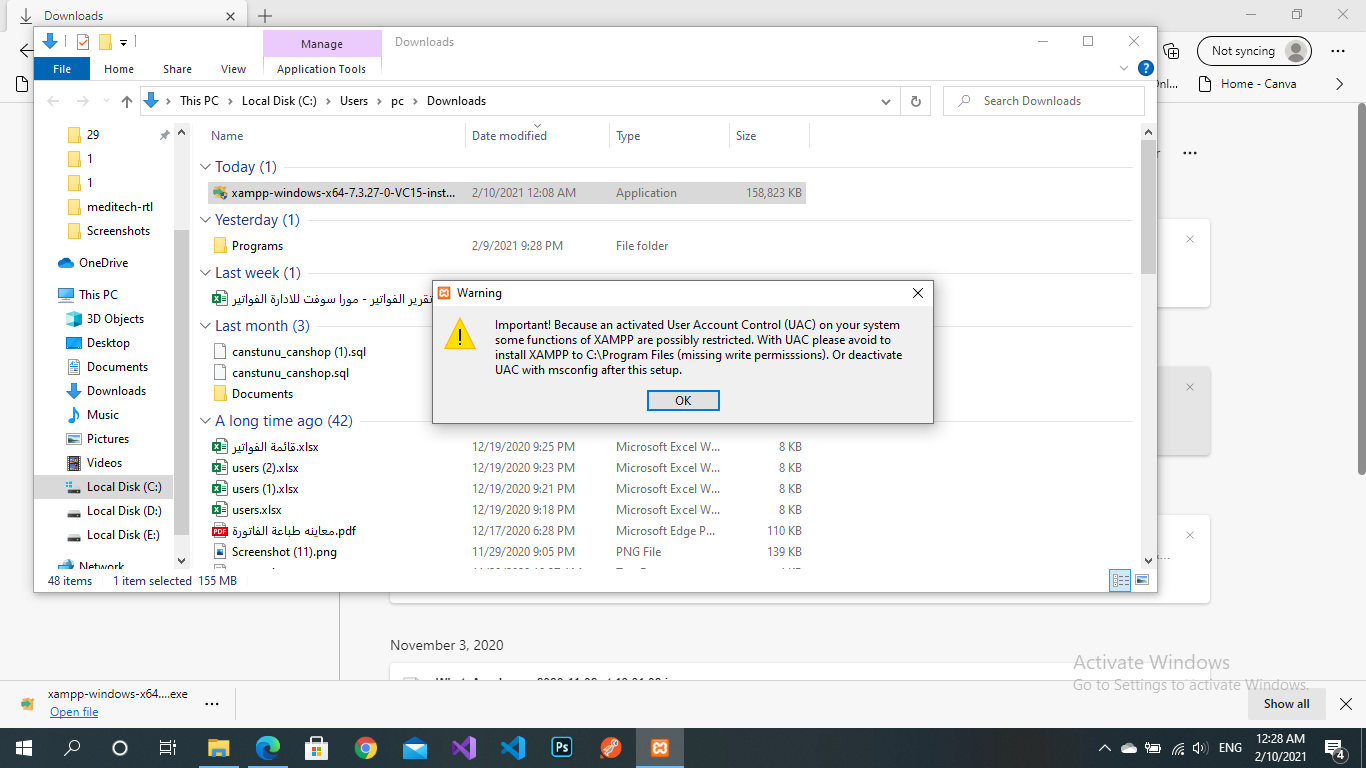 Downloads
Manage
Downloads
File
Home
Share
View
Application Tools
Not syncing
Home - Canva
This PC
Local Disk (C:)
Users
pc
Downloads
Search Downloads
29
1
1
meditech-rtl
Screenshots
OneDrive
This PC
3D Objects
Desktop
Documents
Downloads
Music
Pictures
Videos
Local Disk (C:)
Local Disk (D:)
Local Disk (E:)
Network
Name Date modified Type Size
Today (1)
xampp-windows-x64-7.3.27-0-VC15-inst... 2/10/2021 12:08 AM Application 158,823 KB
Yesterday (1)
Programs 2/9/2021 9:28 PM File folder
Last week (1)
تقرير الفواتير - مورا سوفت للادارة الفواتير
Last month (3)
canstunu_canshop (1).sql
canstunu_canshop.sql
Documents
A long time ago (42)
قائمة الفواتير.xlsx 12/19/2020 9:25 PM Microsoft Excel W... 8 KB
users (2).xlsx 12/19/2020 9:23 PM Microsoft Excel W... 8 KB
users (1).xlsx 12/19/2020 9:21 PM Microsoft Excel W... 8 KB
users.xlsx 12/19/2020 9:18 PM Microsoft Excel W... 8 KB
معاينه طباعة الفاتورة.pdf 12/17/2020 6:28 PM Microsoft Edge P... 110 KB
Screenshot (11).png 11/29/2020 9:05 PM PNG File 139 KB
Warning
Important! Because an activated User Account Control (UAC) on your system
some functions of XAMPP are possibly restricted. With UAC please avoid to
install XAMPP to C:\Program Files (missing write permisssions). Or deactivate
UAC with msconfig after this setup.
OK
48 items 1 item selected 155 MB
November 3, 2020
Activate Windows
Go to Settings to activate Windows.
xampp-windows-x64....exe
Open file
Show all
Ps
ENG
12:28 AM
2/10/2021
4